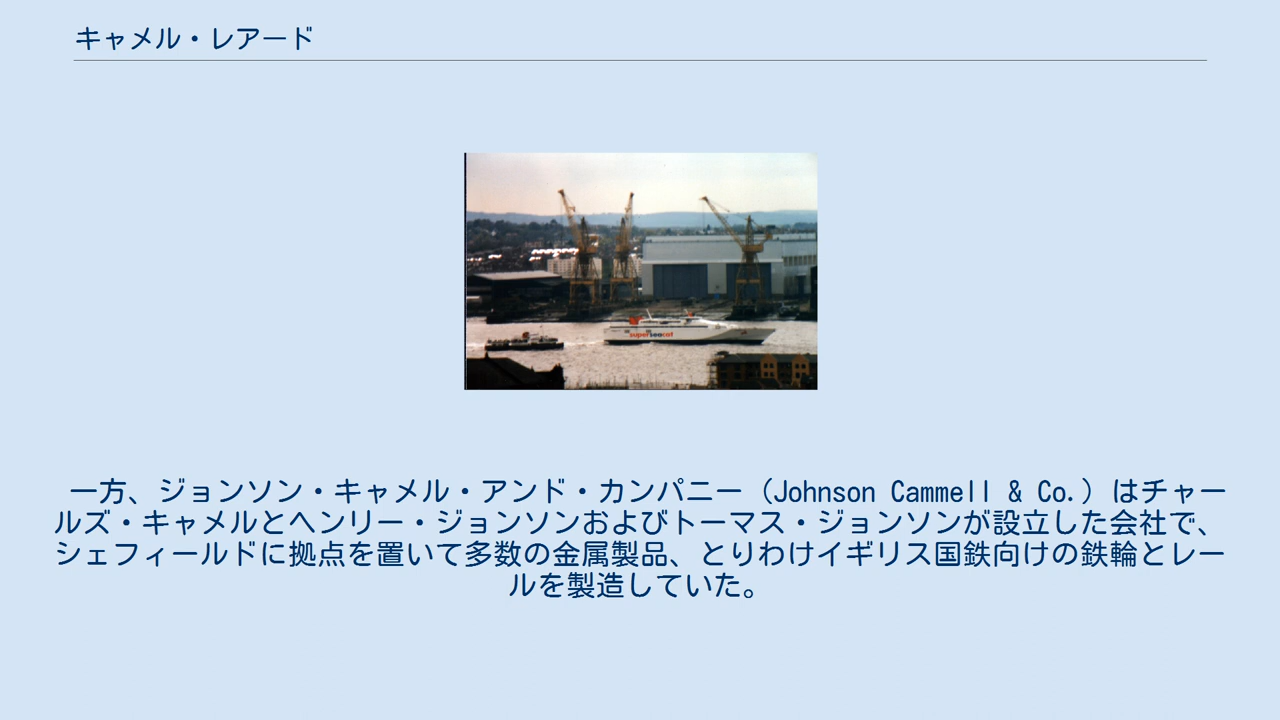 キャメル・レアード
superseacat
一方、ジョンソン・キャメル・アンド・カンパニー（Johnson Cammell & Co.）はチャー
ルズ・キャメルとヘンリー・ジョンソンおよびトーマス・ジョンソンが設立した会社で、
シェフィールドに拠点を置いて多数の金属製品、とりわけイギリス国鉄向けの鉄輪とレー
ルを製造していた。